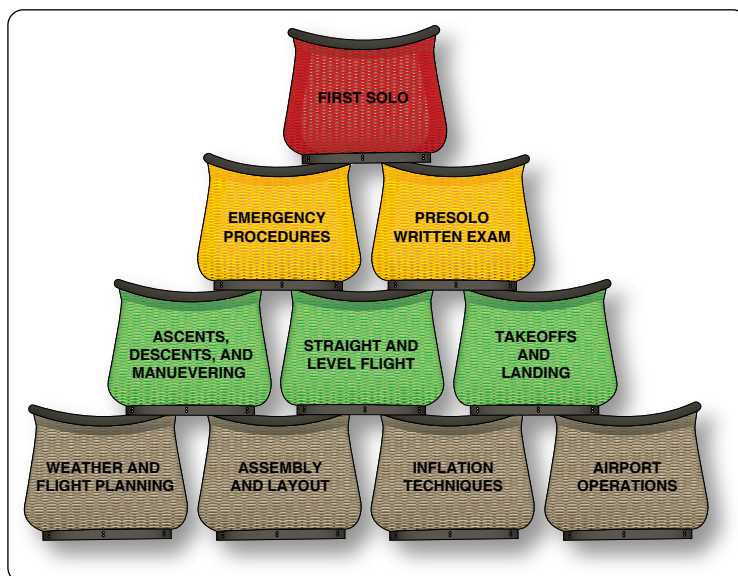 FIRST SOLO
EMERGENCY
PROCEDURES
PRESOLO
WRITTEN EXAM
ASCENTS,
DESCENTS, AND
MANUEVERING
STRAIGHT AND
LEVEL FLIGHT
TAKEOFFS
AND
LANDING
WEATHER AND
FLIGHT PLANNING
ASSEMBLY
AND LAYOUT
INFLATION
TECHNIQUES
AIRPORT
OPERATIONS